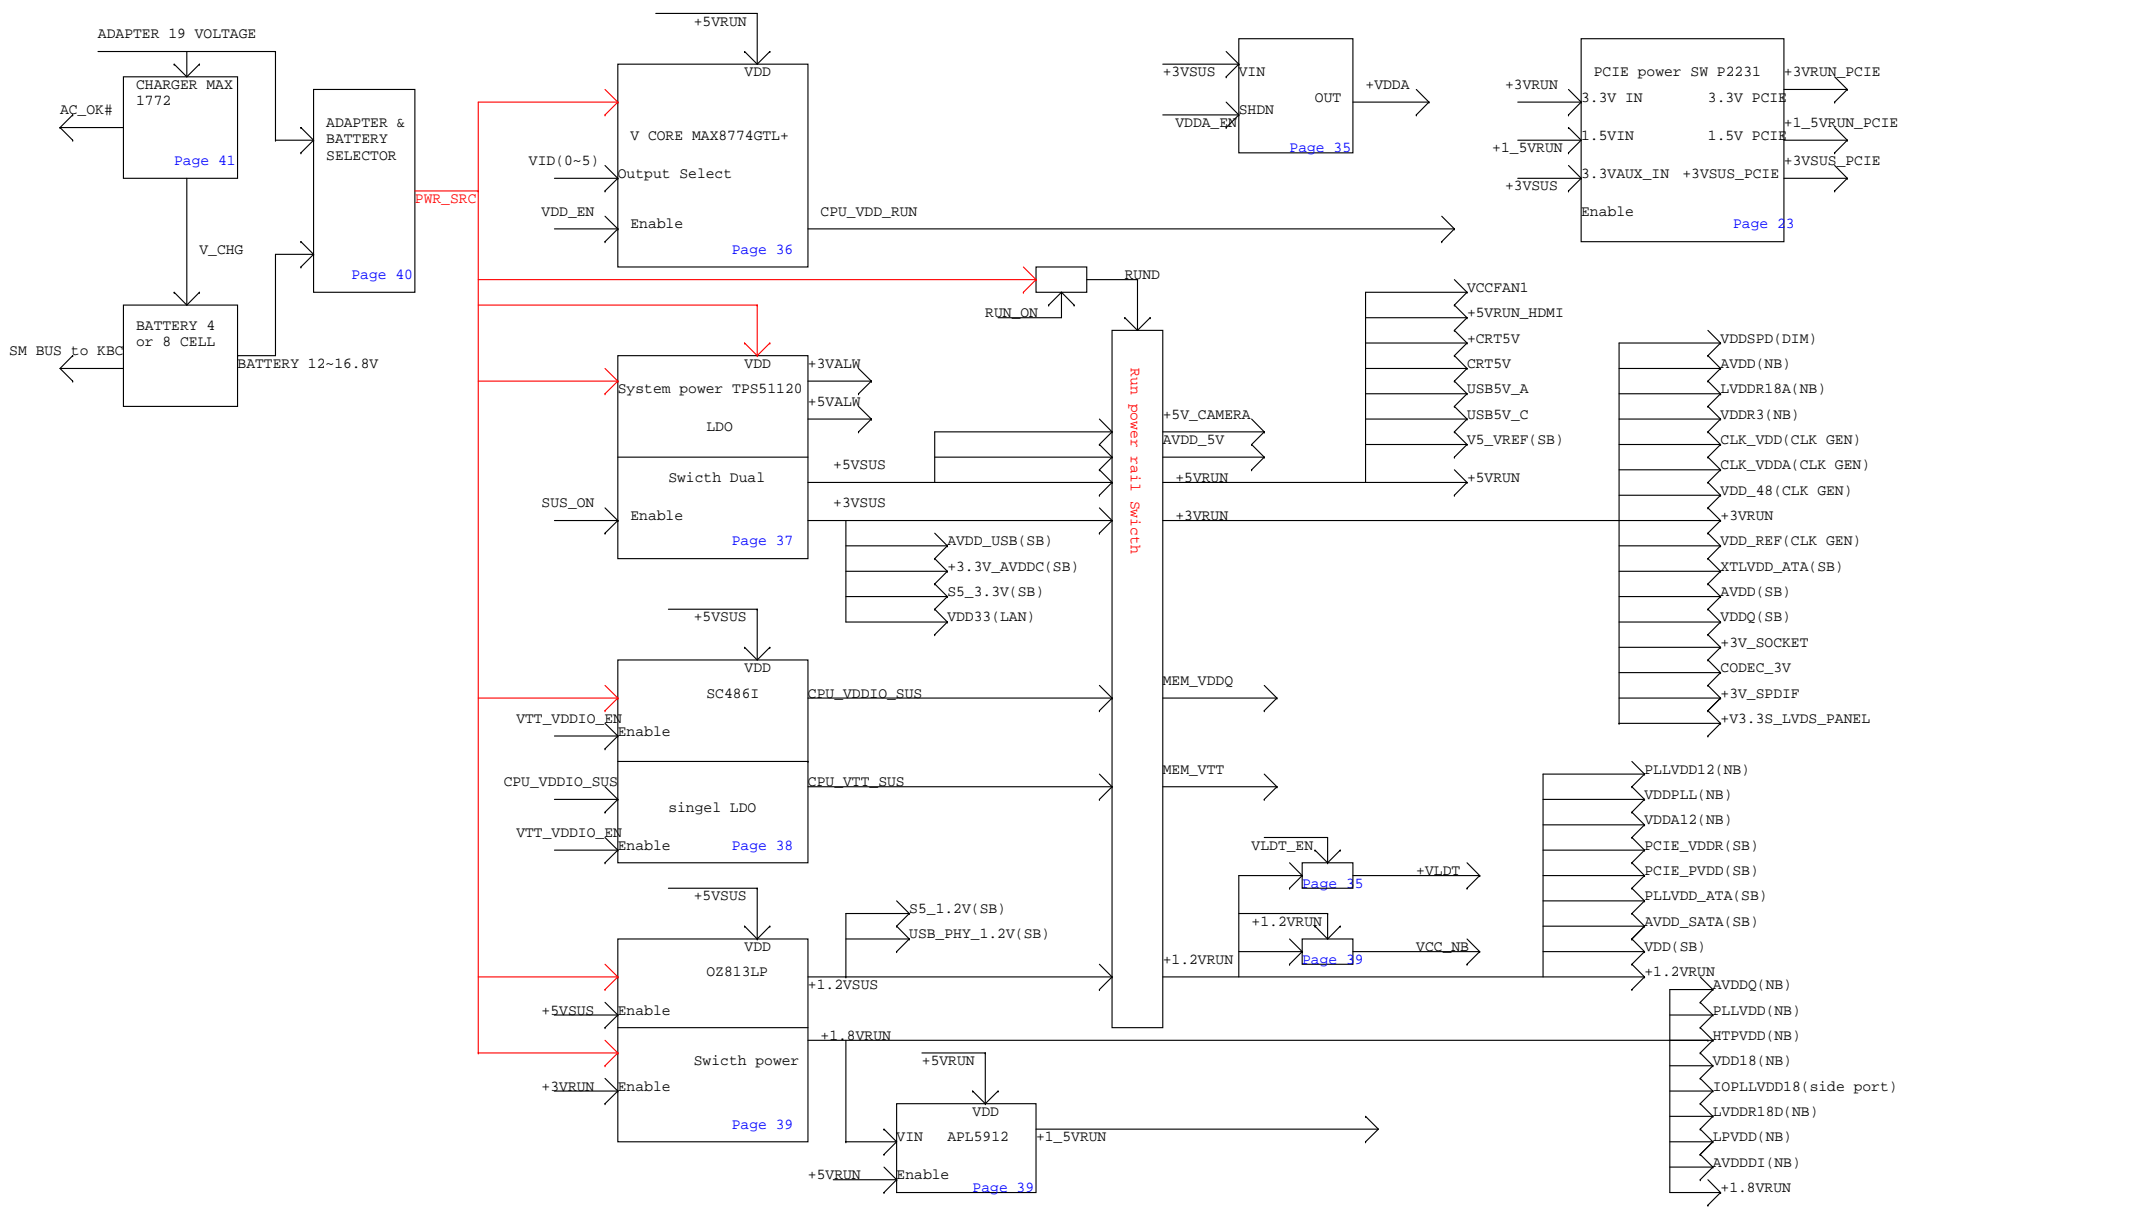 ADAPTER 19 VOLTAGE
CHARGER MAX
1772
AC_OK#
Page 41
V_CHG
BATTERY 4
or 8 CELL
SM BUS to KBC
BATTERY 12~16.8V
ADAPTER &
BATTERY
SELECTOR
Page 40
PWR_SRC
+5VRUN
VDD
V CORE MAX8774GTL+
VID(0~5)
Output Select
VDD_EN
Enable
Page 36
CPU_VDD_RUN
+3VSUS
VIN
+VDDA
OUT
SHDN
VDDA_EN
Page 35
PCIE power SW P2231
+3VRUN_PCIE
+3VRUN
3.3V IN
3.3V PCIE
+1_5VRUN_PCIE
1.5VIN
1.5V PCIE
+1_5VRUN
+3VSUS_PCIE
3.3VAUX_IN
+3VSUS_PCIE
+3VSUS
Enable
Page 23
RUND
RUN_ON
VDD
+3VALW
System power TPS51120
+5VALW
LDO
+5VSUS
Swicth Dual
SUS_ON
+3VSUS
Enable
Page 37
AVDD_USB(SB)
+3.3V_AVDDC(SB)
S5_3.3V(SB)
VDD33(LAN)
Run power rail Swicth
+5V_CAMERA
AVDD_5V
+5VRUN
+3VRUN
VCCFAN1
+5VRUN_HDMI
+CRT5V
CRT5V
USB5V_A
USB5V_C
V5_VREF(SB)
+5VRUN
VDDSPD(DIM)
AVDD(NB)
LVDDR18A(NB)
VDDR3(NB)
CLK_VDD(CLK GEN)
CLK_VDDA(CLK GEN)
VDD_48(CLK GEN)
+3VRUN
VDD_REF(CLK GEN)
XTLVDD_ATA(SB)
AVDD(SB)
VDDQ(SB)
+3V_SOCKET
CODEC_3V
+3V_SPDIF
+V3.3S_LVDS_PANEL
+5VSUS
VDD
SC486I
CPU_VDDIO_SUS
VTT_VDDIO_EN
Enable
MEM_VDDQ
CPU_VDDIO_SUS
CPU_VTT_SUS
singel LDO
VTT_VDDIO_EN
Enable
Page 38
MEM_VTT
VLDT_EN
Page 35
+VLDT
+1.2VRUN
Page 39
VCC_NB
+1.2VRUN
PLLVDD12(NB)
VDDPLL(NB)
VDDA12(NB)
PCIE_VDDR(SB)
PCIE_PVDD(SB)
PLLVDD_ATA(SB)
AVDD_SATA(SB)
VDD(SB)
+1.2VRUN
+5VSUS
VDD
OZ813LP
S5_1.2V(SB)
USB_PHY_1.2V(SB)
+1.2VSUS
+5VSUS
Enable
+1.8VRUN
Swicth power
+3VRUN
Enable
Page 39
+5VRUN
VDD
VIN
APL5912
+1_5VRUN
+5VRUN
Enable
Page 39
AVDDQ(NB)
PLLVDD(NB)
HTPVDD(NB)
VDD18(NB)
IOPLLVDD18(side port)
LVDDR18D(NB)
LPVDD(NB)
AVDDDI(NB)
+1.8VRUN